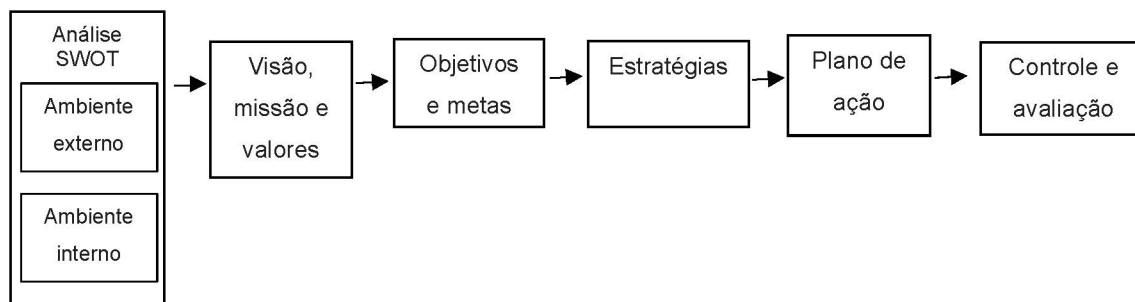 Análise
SWOT
Ambiente
externo
Ambiente
interno
Visão,
missão e
valores
Objetivos
e metas
Estratégias
Plano de
ação
Controle e
avaliação